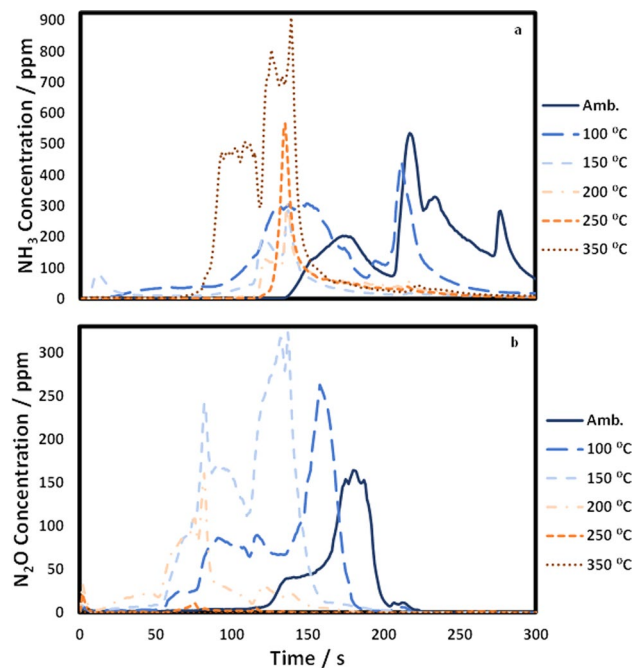 a
NH3 Concentration / ppm
900
800
700
600
500
400
300
200
100
0
Amb.
100 °C
150 °C
200 °C
250 °C
350 °C
b
N2O Concentration / ppm
300
250
200
150
100
50
0
0 50 100 150 200 250 300
Time / s
Amb.
100 °C
150 °C
200 °C
250 °C
350 °C